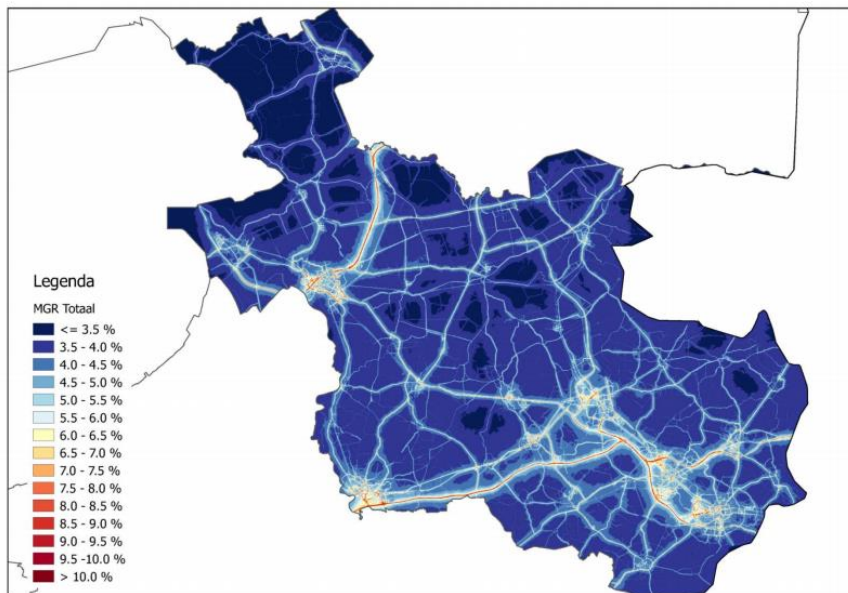 Legenda
MGR Totaal
<= 3.5 %
3.5 - 4.0 %
4.0 - 4.5 %
4.5 - 5.0 %
5.0 - 5.5 %
5.5 - 6.0 %
6.0 - 6.5 %
6.5 - 7.0 %
7.0 - 7.5 %
7.5 - 8.0 %
8.0 - 8.5 %
8.5 - 9.0 %
9.0 - 9.5 %
9.5 -10.0 %
> 10.0 %